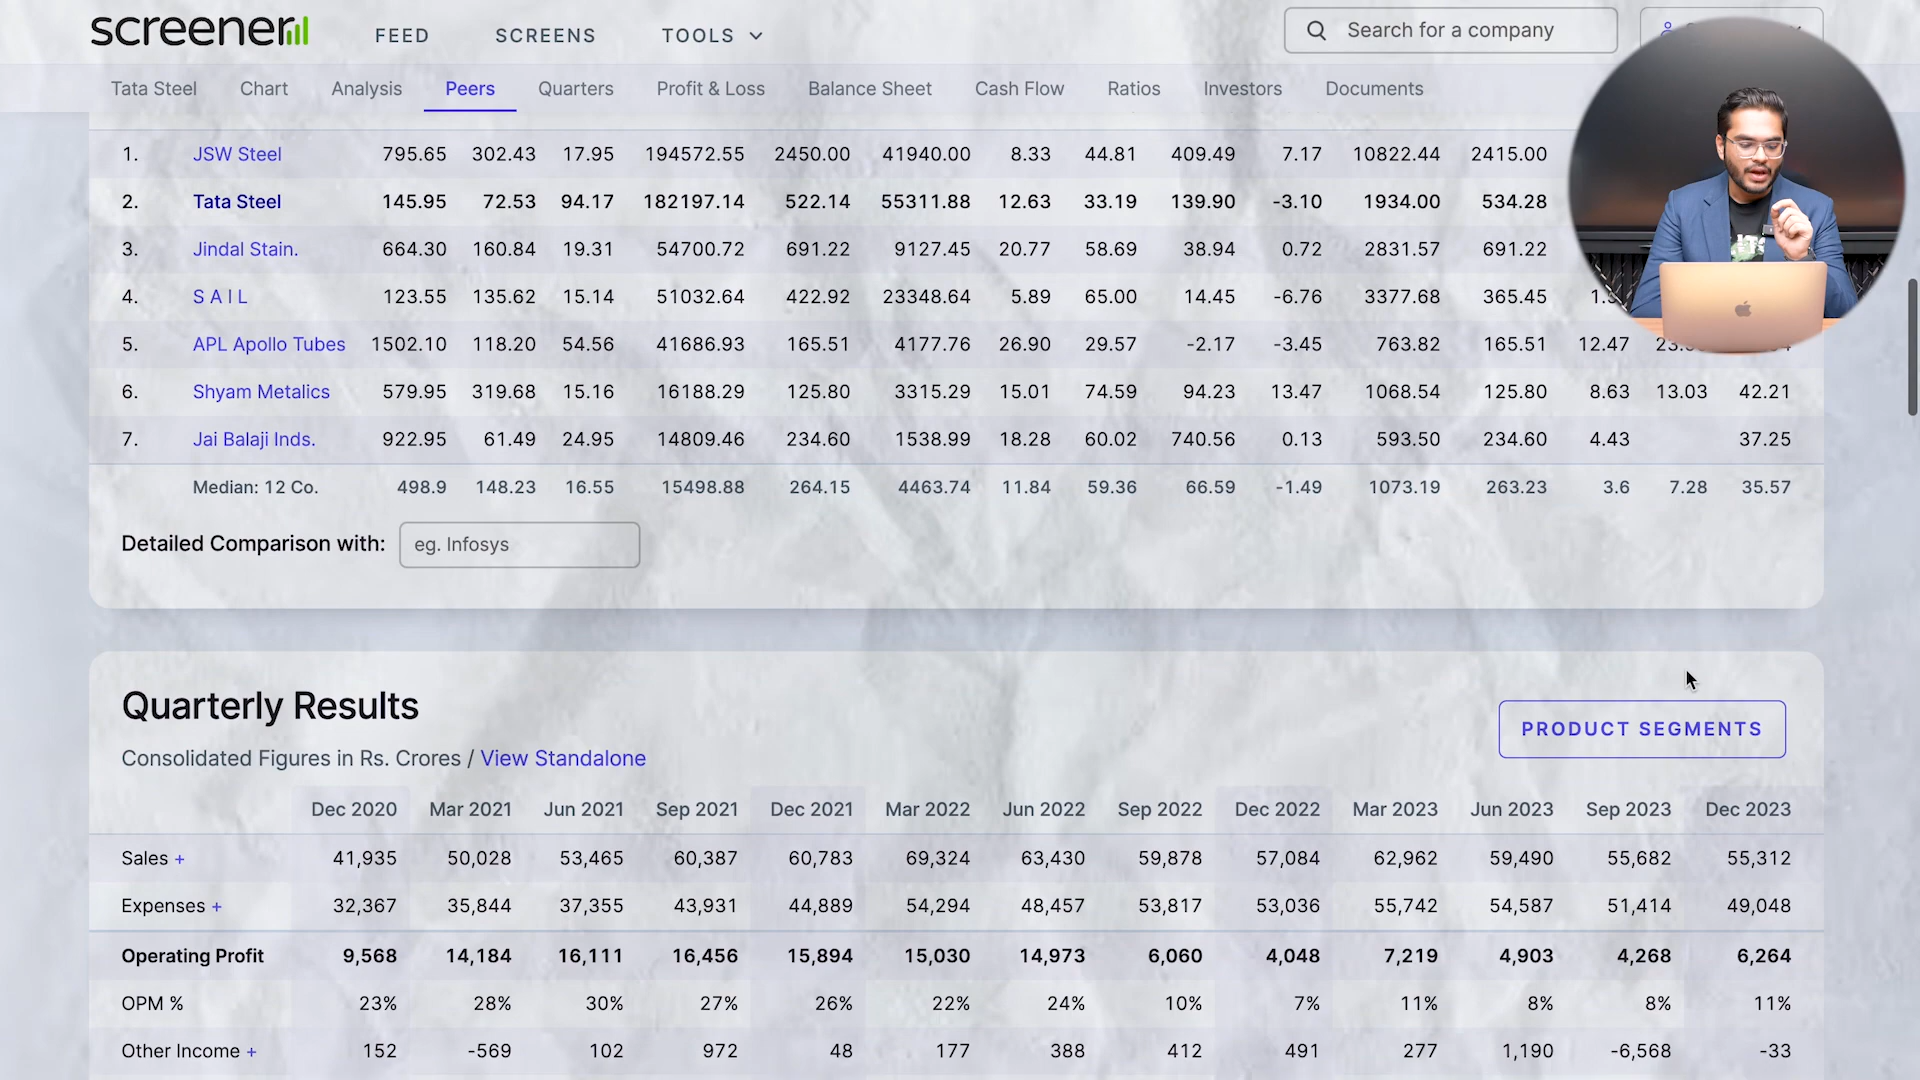 screener
FEED SCREENS TOOLS
Search for a company
Tata Steel Chart Analysis Peers Quarters Profit & Loss Balance Sheet Cash Flow Ratios Investors Documents
1. JSW Steel 795.65 302.43 17.95 194572.55 2450.00 41940.00 8.33 44.81 409.49 7.17 10822.44 2415.00
2. Tata Steel 145.95 72.53 94.17 182197.14 522.14 55311.88 12.63 33.19 139.90 -3.10 1934.00 534.28
3. Jindal Stain. 664.30 160.84 19.31 54700.72 691.22 9127.45 20.77 58.69 38.94 0.72 2831.57 691.22
4. S A I L 123.55 135.62 15.14 51032.64 422.92 23348.64 5.89 65.00 14.45 -6.76 3377.68 365.45
5. APL Apollo Tubes 1502.10 118.20 54.56 41686.93 165.51 4177.76 26.90 29.57 -2.17 -3.45 763.82 165.51 12.47
6. Shyam Metalics 579.95 319.68 15.16 16188.29 125.80 3315.29 15.01 74.59 94.23 13.47 1068.54 125.80 8.63 13.03 42.21
7. Jai Balaji Inds. 922.95 61.49 24.95 14809.46 234.60 1538.99 18.28 60.02 740.56 0.13 593.50 234.60 4.43 37.25
Median: 12 Co. 498.9 148.23 16.55 15498.88 264.15 4463.74 11.84 59.36 66.59 -1.49 1073.19 263.23 3.6 7.28 35.57
Detailed Comparison with: eg. Infosys
Quarterly Results
PRODUCT SEGMENTS
Consolidated Figures in Rs. Crores / View Standalone
Dec 2020 Mar 2021 Jun 2021 Sep 2021 Dec 2021 Mar 2022 Jun 2022 Sep 2022 Dec 2022 Mar 2023 Jun 2023 Sep 2023 Dec 2023
Sales + 41,935 50,028 53,465 60,387 60,783 69,324 63,430 59,878 57,084 62,962 59,490 55,682 55,312
Expenses + 32,367 35,844 37,355 43,931 44,889 54,294 48,457 53,817 53,036 55,742 54,587 51,414 49,048
Operating Profit 9,568 14,184 16,111 16,456 15,894 15,030 14,973 6,060 4,048 7,219 4,903 4,268 6,264
OPM % 23% 28% 30% 27% 26% 22% 24% 10% 7% 11% 8% 8% 11%
Other Income + 152 -569 102 972 48 177 388 412 491 277 1,190 -6,568 -33